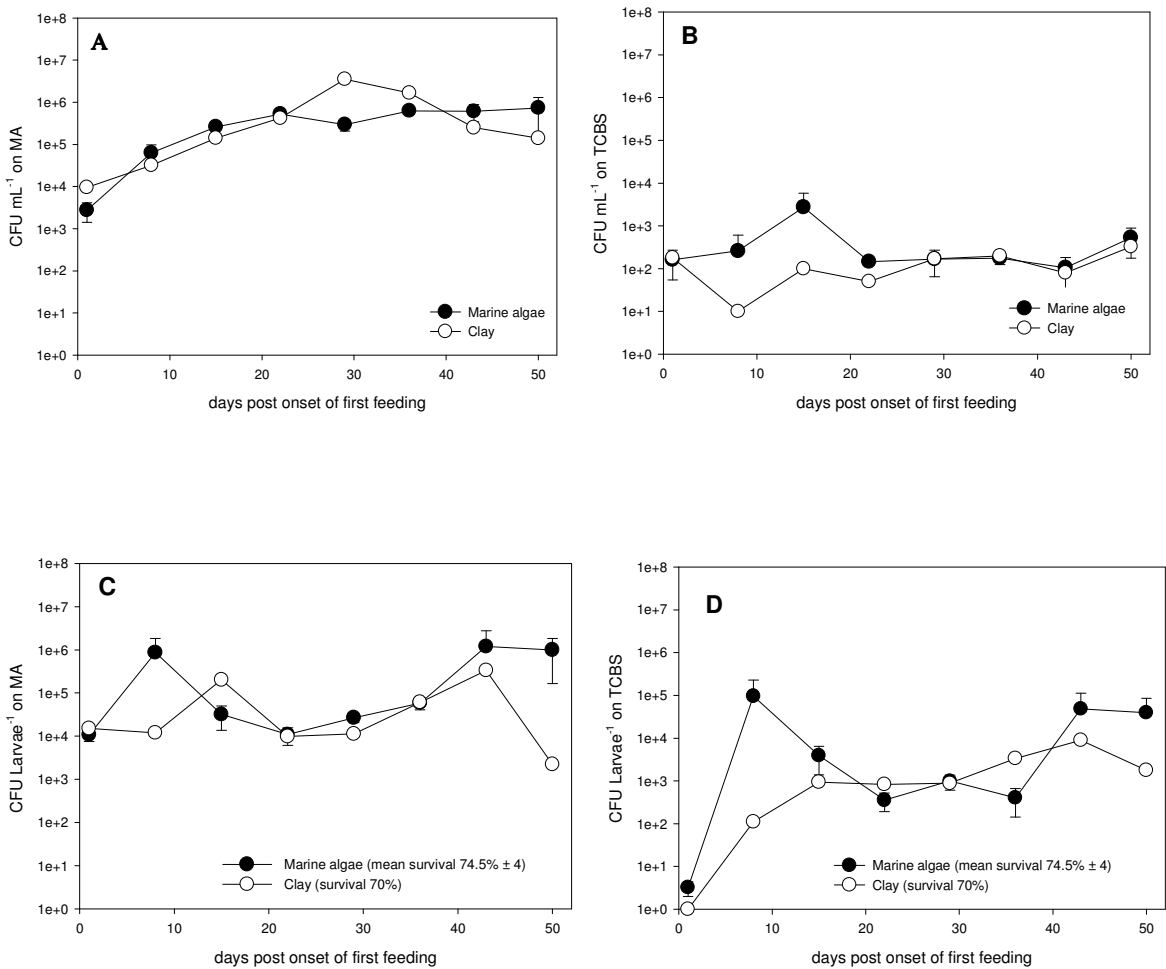 A
1e+8
1e+7
1e+6
1e+5
1e+4
1e+3
1e+2
1e+1
1e+0
CFU mL⁻¹ on MA
Marine algae
Clay
0 10 20 30 40 50
days post onset of first feeding
B
1e+8
1e+7
1e+6
1e+5
1e+4
1e+3
1e+2
1e+1
1e+0
CFU mL⁻¹ on TCBS
Marine algae
Clay
0 10 20 30 40 50
days post onset of first feeding
C
1e+8
1e+7
1e+6
1e+5
1e+4
1e+3
1e+2
1e+1
1e+0
CFU Larvae⁻¹ on MA
Marine algae (mean survival 74.5% ± 4)
Clay (survival 70%)
0 10 20 30 40 50
days post onset of first feeding
D
1e+8
1e+7
1e+6
1e+5
1e+4
1e+3
1e+2
1e+1
1e+0
CFU Larvae⁻¹ on TCBS
Marine algae (mean survival 74.5% ± 4)
Clay (survival 70%)
0 10 20 30 40 50
days post onset of first feeding